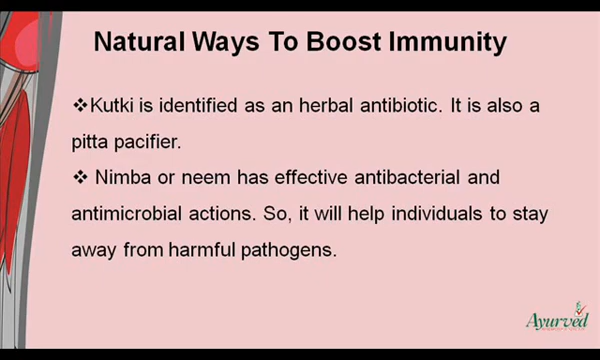 Natural Ways To Boost Immunity
❖Kutki is identified as an herbal antibiotic. It is also a
pitta pacifier.
❖ Nimba or neem has effective antibacterial and
antimicrobial actions. So, it will help individuals to stay
away from harmful pathogens.
Ayurved